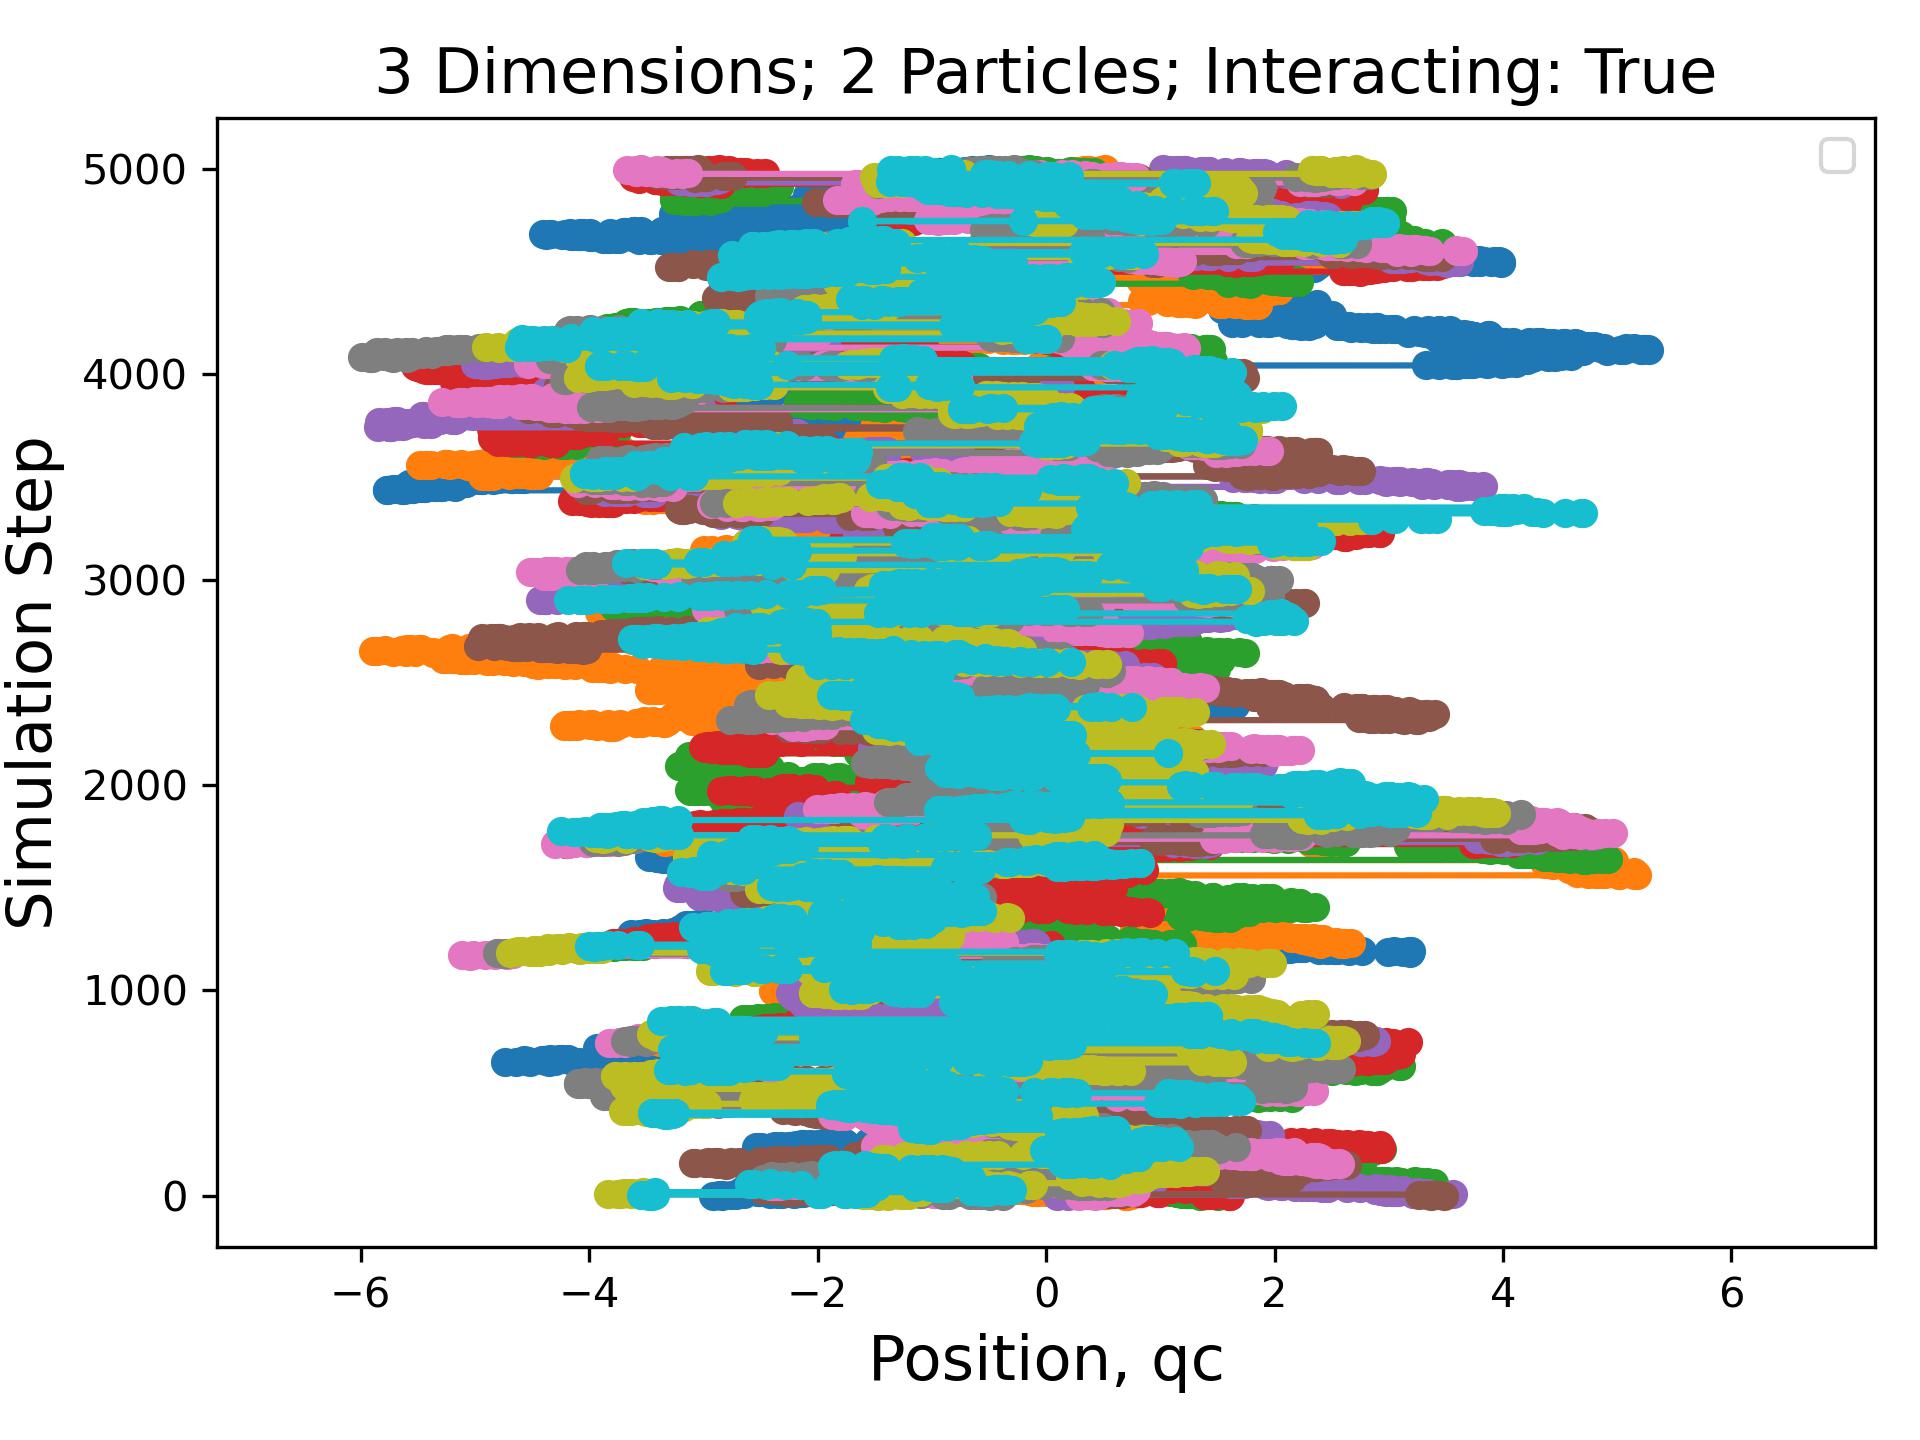 3 Dimensions; 2 Particles; Interacting: True
Simulation Step
5000
4000
3000
2000
1000
0
−6 −4 −2 0 2 4 6
Position, qc